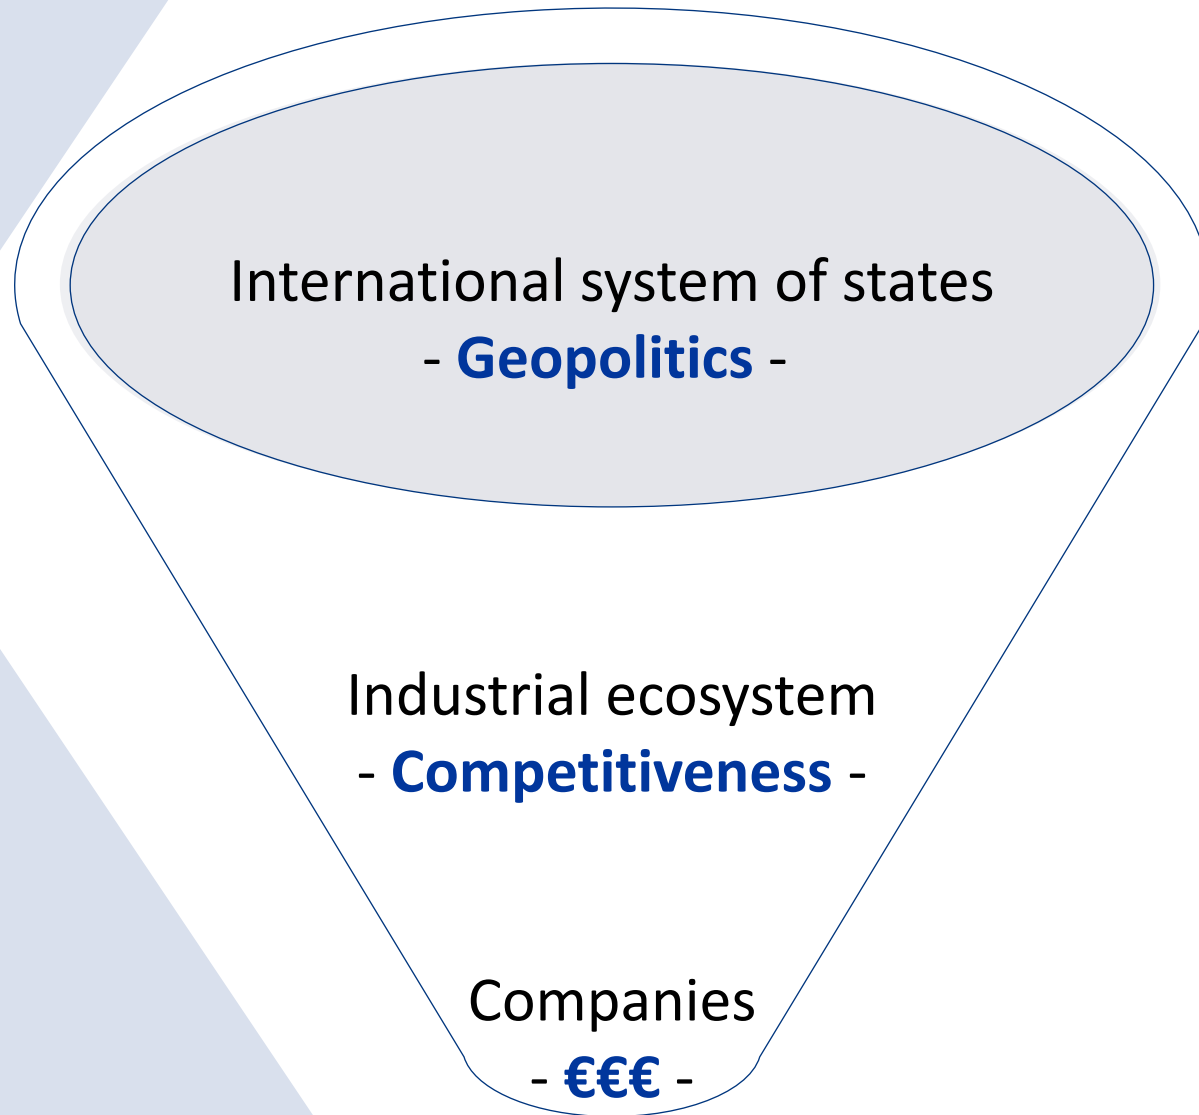 International system of states
- Geopolitics -
Industrial ecosystem
- Competitiveness -
Companies
- €€€ -